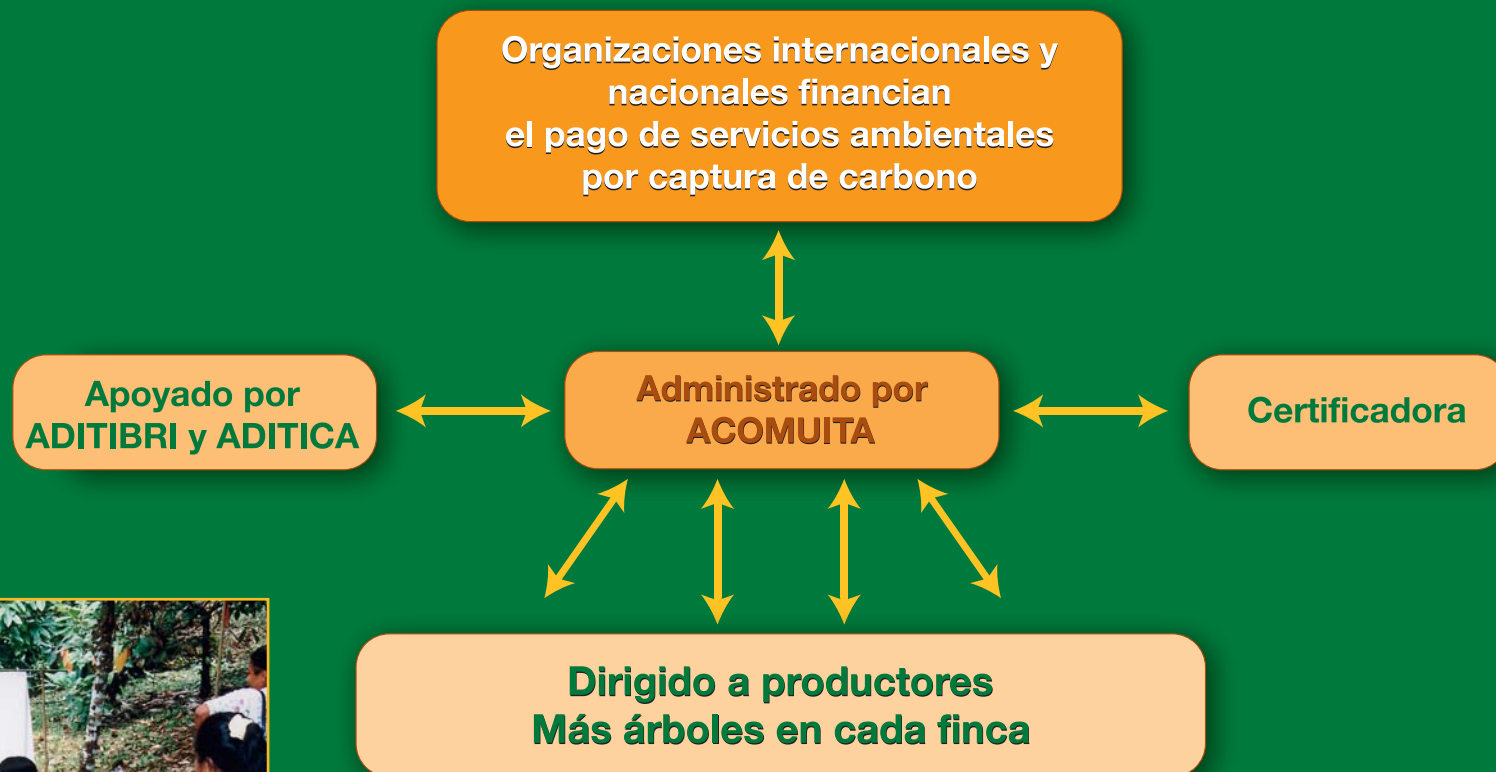 Organizaciones internacionales y
nacionales financian
el pago de servicios ambientales
por captura de carbono
Apoyado por
ADITIBRI y ADITICA
Administrado por
ACOMUITA
Certificadora
Dirigido a productores
Más árboles en cada finca